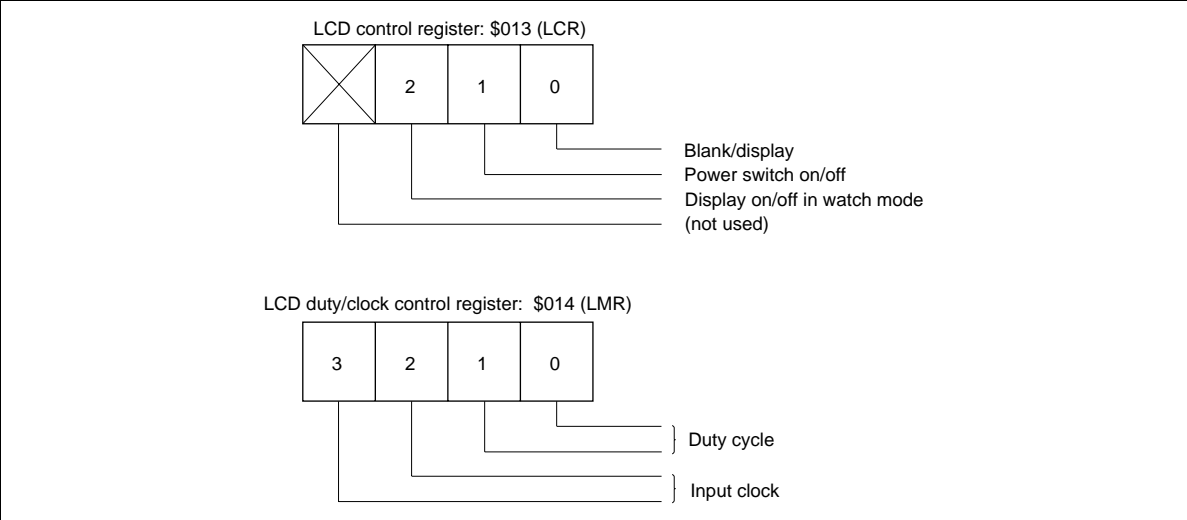 LCD control register: $013 (LCR)
2 1 0
Blank/display
Power switch on/off
Display on/off in watch mode
(not used)
LCD duty/clock control register: $014 (LMR)
3 2 1 0
Duty cycle
Input clock